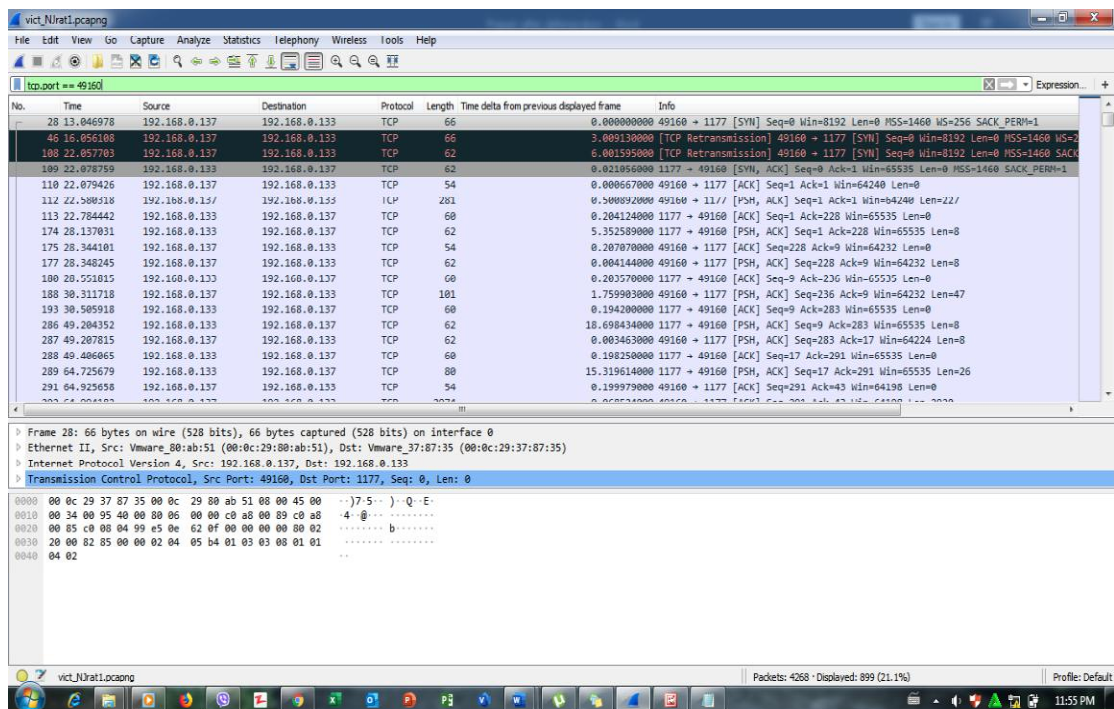 vict_NJrat1.pcapng
File Edit View Go Capture Analyze Statistics Telephony Wireless Tools Help
tcp.port == 49160 Expression... +
No. Time Source Destination Protocol Length Time delta from previous displayed frame Info
28 13.046978 192.168.0.137 192.168.0.133 TCP 66 0.000000000 49160 → 1177 [SYN] Seq=0 Win=8192 Len=0 MSS=1460 WS=256 SACK_PERM=1
46 16.056108 192.168.0.137 192.168.0.133 TCP 66 3.009130000 [TCP Retransmission] 49160 → 1177 [SYN] Seq=0 Win=8192 Len=0 MSS=1460 WS=2
108 22.057703 192.168.0.137 192.168.0.133 TCP 62 6.001595000 [TCP Retransmission] 49160 → 1177 [SYN] Seq=0 Win=8192 Len=0 MSS=1460 SACK
109 22.078759 192.168.0.133 192.168.0.137 TCP 62 0.021056000 1177 → 49160 [SYN, ACK] Seq=0 Ack=1 Win=65535 Len=0 MSS=1460 SACK_PERM=1
110 22.079426 192.168.0.137 192.168.0.133 TCP 54 0.000667000 49160 → 1177 [ACK] Seq=1 Ack=1 Win=64240 Len=0
112 22.580318 192.168.0.137 192.168.0.133 TCP 281 0.500892000 49160 → 1177 [PSH, ACK] Seq=1 Ack=1 Win=64240 Len=227
113 22.784442 192.168.0.133 192.168.0.137 TCP 60 0.204124000 1177 → 49160 [ACK] Seq=1 Ack=228 Win=65535 Len=0
174 28.137031 192.168.0.133 192.168.0.137 TCP 62 5.352589000 1177 → 49160 [PSH, ACK] Seq=1 Ack=228 Win=65535 Len=8
175 28.344101 192.168.0.137 192.168.0.133 TCP 54 0.207070000 49160 → 1177 [ACK] Seq=228 Ack=9 Win=64232 Len=0
177 28.348245 192.168.0.137 192.168.0.133 TCP 62 0.004144000 49160 → 1177 [PSH, ACK] Seq=228 Ack=9 Win=64232 Len=8
180 28.551815 192.168.0.133 192.168.0.137 TCP 60 0.203570000 1177 → 49160 [ACK] Seq=9 Ack=236 Win=65535 Len=0
188 30.311718 192.168.0.137 192.168.0.133 TCP 101 1.759903000 49160 → 1177 [PSH, ACK] Seq=236 Ack=9 Win=64232 Len=47
193 30.505918 192.168.0.133 192.168.0.137 TCP 60 0.194200000 1177 → 49160 [ACK] Seq=9 Ack=283 Win=65535 Len=0
286 49.204352 192.168.0.133 192.168.0.137 TCP 62 18.698434000 1177 → 49160 [PSH, ACK] Seq=9 Ack=283 Win=65535 Len=8
287 49.207815 192.168.0.137 192.168.0.133 TCP 62 0.003463000 49160 → 1177 [PSH, ACK] Seq=283 Ack=17 Win=64224 Len=8
288 49.406065 192.168.0.133 192.168.0.137 TCP 60 0.198250000 1177 → 49160 [ACK] Seq=17 Ack=291 Win=65535 Len=0
289 64.725679 192.168.0.133 192.168.0.137 TCP 80 15.319614000 1177 → 49160 [PSH, ACK] Seq=17 Ack=291 Win=65535 Len=26
291 64.925658 192.168.0.137 192.168.0.133 TCP 54 0.199979000 49160 → 1177 [ACK] Seq=291 Ack=43 Win=64198 Len=0
Frame 28: 66 bytes on wire (528 bits), 66 bytes captured (528 bits) on interface 0
Ethernet II, Src: Vmware_80:ab:51 (00:0c:29:80:ab:51), Dst: Vmware_37:87:35 (00:0c:29:37:87:35)
Internet Protocol Version 4, Src: 192.168.0.137, Dst: 192.168.0.133
Transmission Control Protocol, Src Port: 49160, Dst Port: 1177, Seq: 0, Len: 0
0000 00 0c 29 37 87 35 00 0c 29 80 ab 51 08 00 45 00 ··)7·5·· )··Q··E·
0010 00 34 00 95 40 00 80 06 00 00 c0 a8 00 89 c0 a8 ·4··@··· ········
0020 00 85 c0 08 04 99 e5 0e 62 0f 00 00 00 00 80 02 ········ b·······
0030 20 00 82 85 00 00 02 04 05 b4 01 03 03 08 01 01 ······· ········
0040 04 02 ··
vict_NJrat1.pcapng Packets: 4268 · Displayed: 899 (21.1%) Profile: Default
11:55 PM